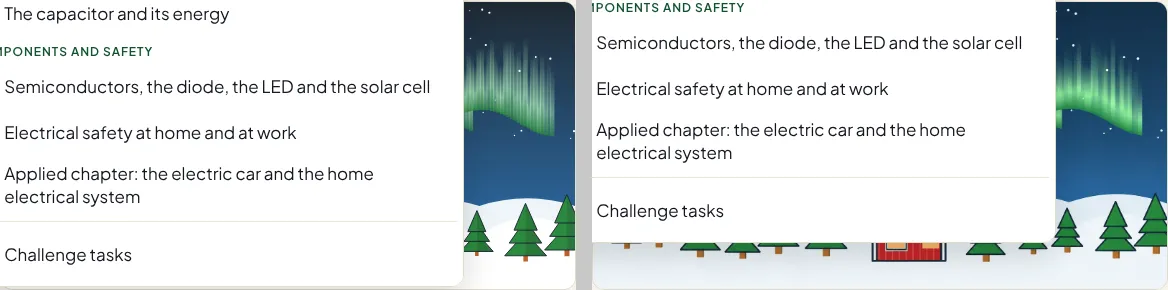 The capacitor and its energy
MPONENTS AND SAFETY
Semiconductors, the diode, the LED and the solar cell
Electrical safety at home and at work
Applied chapter: the electric car and the home
electrical system
Challenge tasks
MPONENTS AND SAFETY
Semiconductors, the diode, the LED and the solar cell
Electrical safety at home and at work
Applied chapter: the electric car and the home
electrical system
Challenge tasks